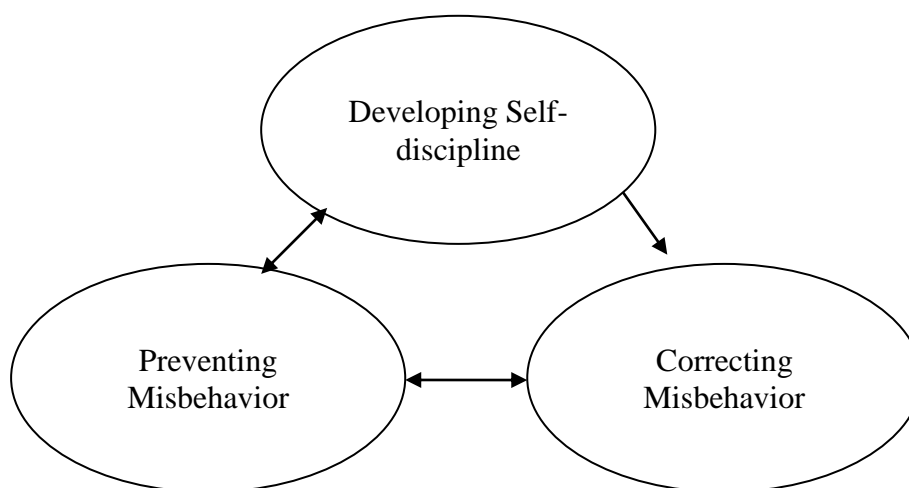 Developing Self-
discipline
Preventing
Misbehavior
Correcting
Misbehavior